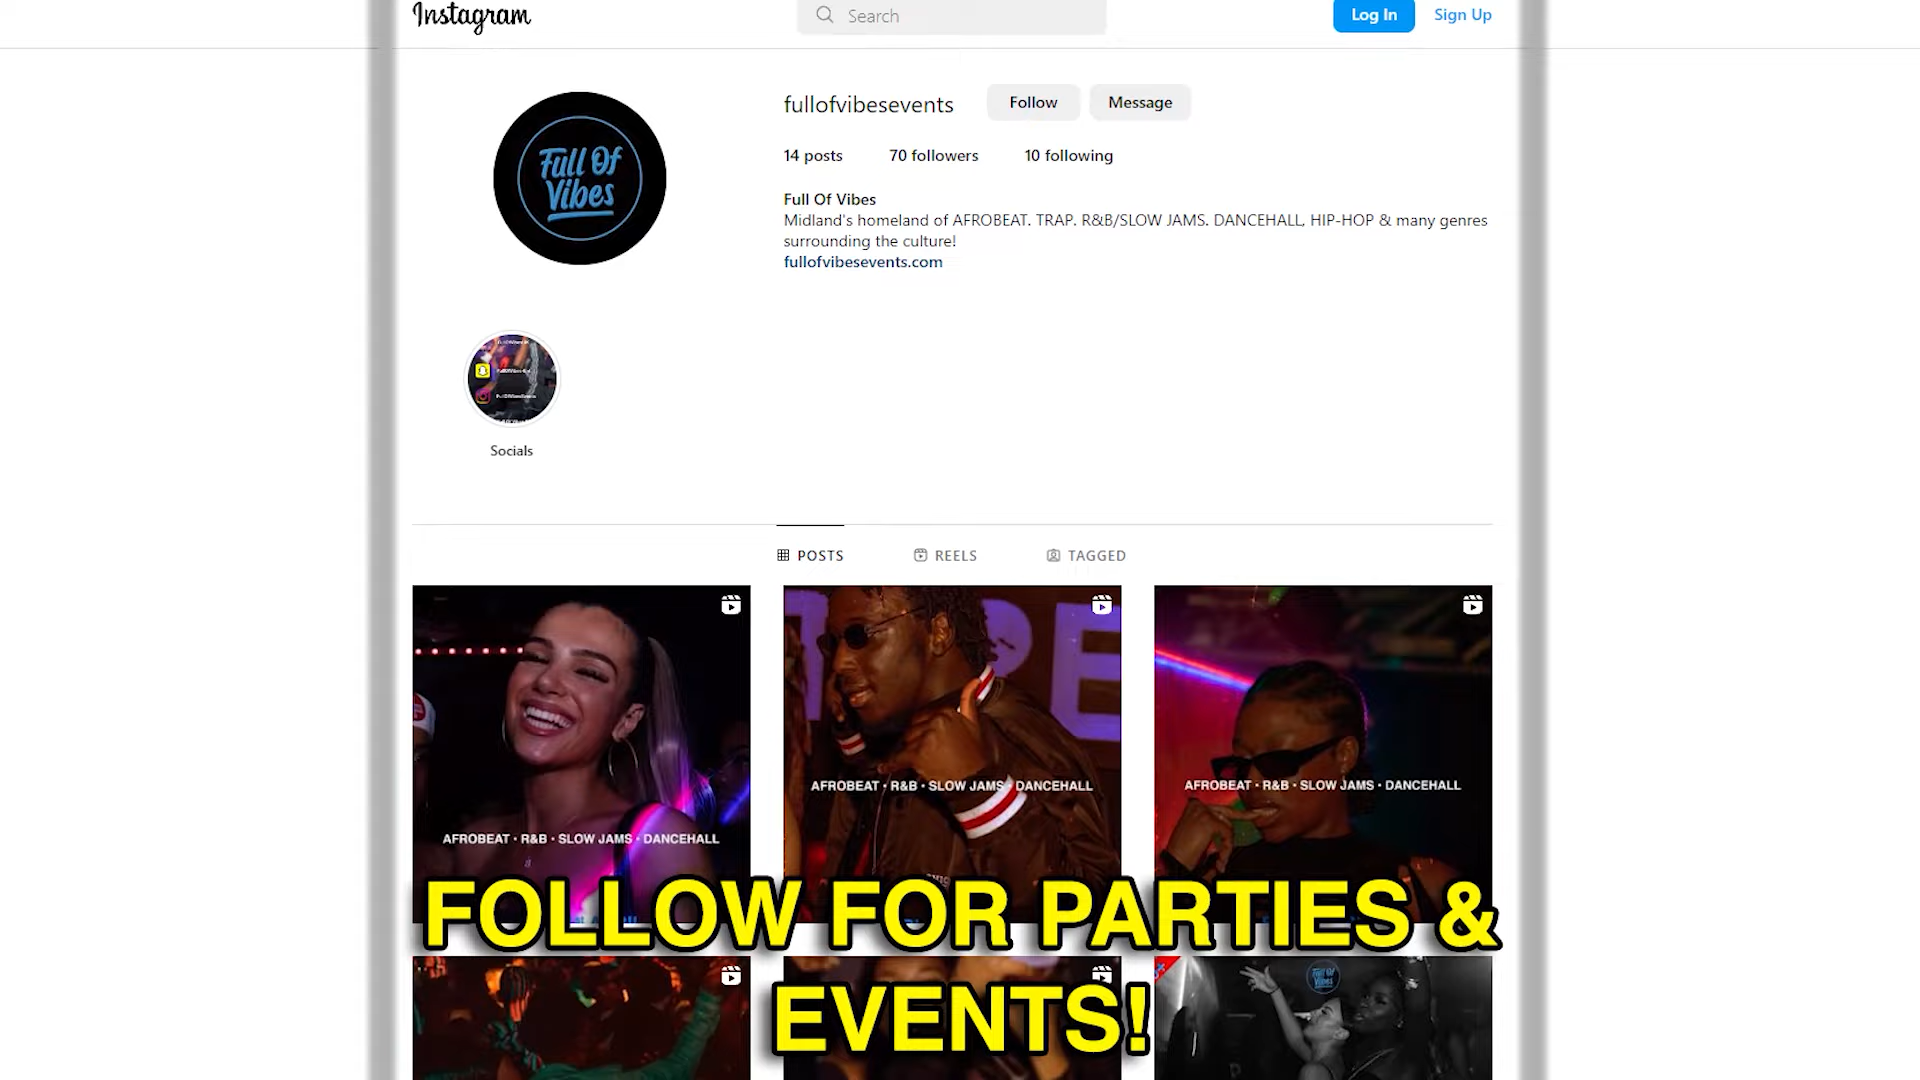 Instagram
Search
Log In
Sign Up
fullofvibesevents
Follow
Message
14 posts
70 followers
10 following
Full Of
Vibes
Full Of Vibes
Midland's homeland of AFROBEAT. TRAP. R&B/SLOW JAMS. DANCEHALL, HIP-HOP & many genres
surrounding the culture!
fullofvibesevents.com
Socials
POSTS
REELS
TAGGED
AFROBEAT • R&B • SLOW JAMS • DANCEHALL
AFROBEAT • R&B • SLOW JAMS • DANCEHALL
AFROBEAT • R&B • SLOW JAMS • DANCEHALL
FOLLOW FOR PARTIES &
EVENTS!
Full Of
Vibes